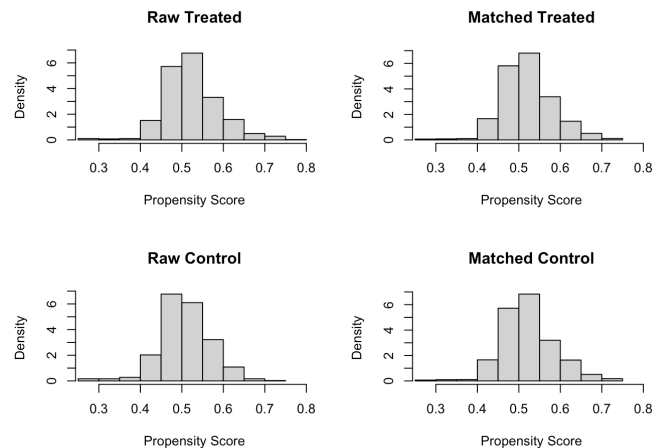 Raw Treated
Density
0 2 4 6
0.3 0.4 0.5 0.6 0.7 0.8
Propensity Score
Matched Treated
Density
0 2 4 6
0.3 0.4 0.5 0.6 0.7 0.8
Propensity Score
Raw Control
Density
0 2 4 6
0.3 0.4 0.5 0.6 0.7 0.8
Propensity Score
Matched Control
Density
0 2 4 6
0.3 0.4 0.5 0.6 0.7 0.8
Propensity Score